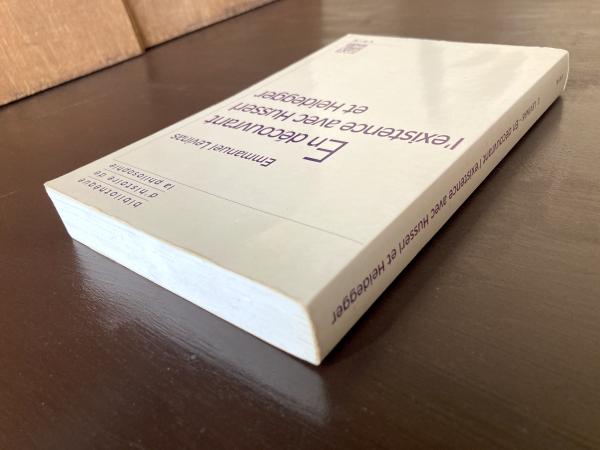 bibliothèque
d'histoire de
la philosophie
Emmanuel Levinas
En découvrant
l'existence avec Husserl
et Heidegger
En découvrant l'existence avec Husserl et Heidegger